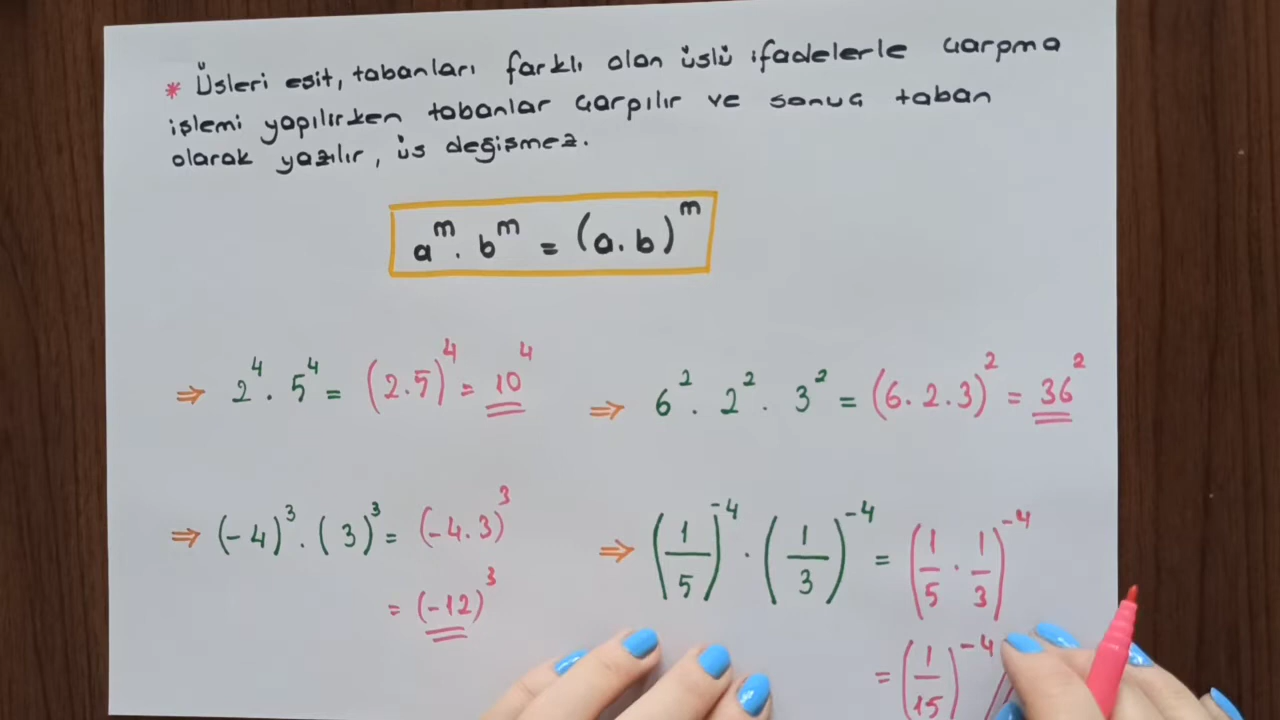 * Üsleri eşit, tabanları farklı olan üslü ifadelerle çarpma
işlemi yapılırken tabanlar çarpılır ve sonuç taban
olarak yazılır, üs değişmez.
a^m . b^m = (a.b)^m
⇒ 2^4 . 5^4 = (2.5)^4 = 10^4
⇒ 6^2 . 2^2 . 3^2 = (6.2.3)^2 = 36^2
⇒ (-4)^3 . (3)^3 = (-4.3)^3
= (-12)^3
⇒ (1/5)^-4 . (1/3)^-4 = (1/5 . 1/3)^-4
= (1/15)^-4